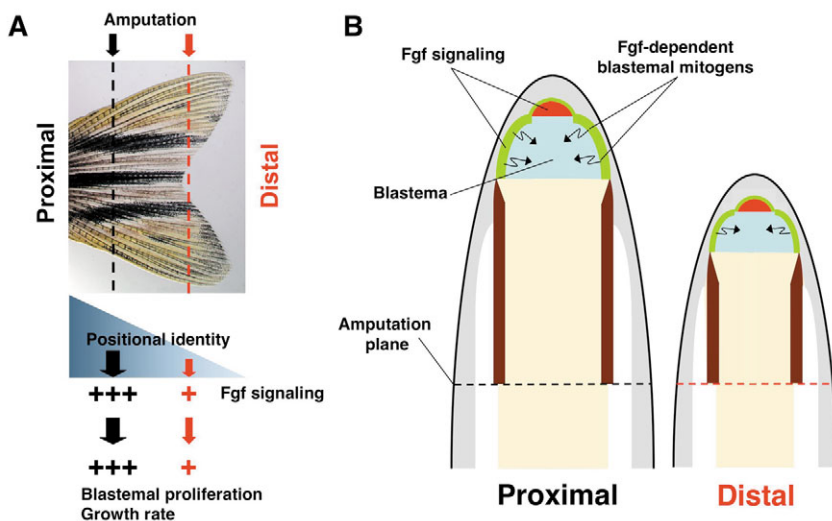 A
Amputation
Proximal
Distal
Positional identity
+++
+
Fgf signaling
+++
+
Blastemal proliferation
Growth rate
B
Fgf signaling
Fgf-dependent
blastemal mitogens
Blastema
Amputation
plane
Proximal
Distal